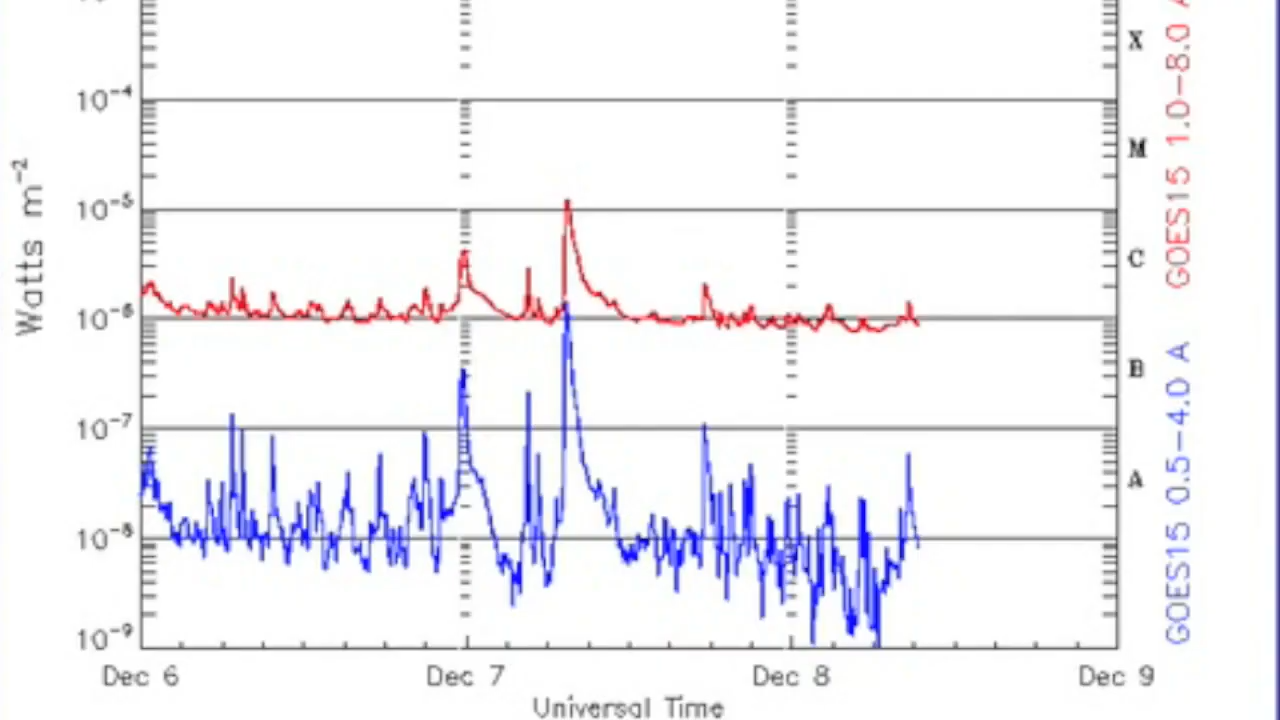 10⁻⁴
10⁻⁵
10⁻⁶
10⁻⁷
10⁻⁸
10⁻⁹
Watts m⁻²
X
M
C
B
A
GOES15 1.0-8.0
GOES15 0.5-4.0 A
Dec 6
Dec 7
Dec 8
Dec 9
Universal Time